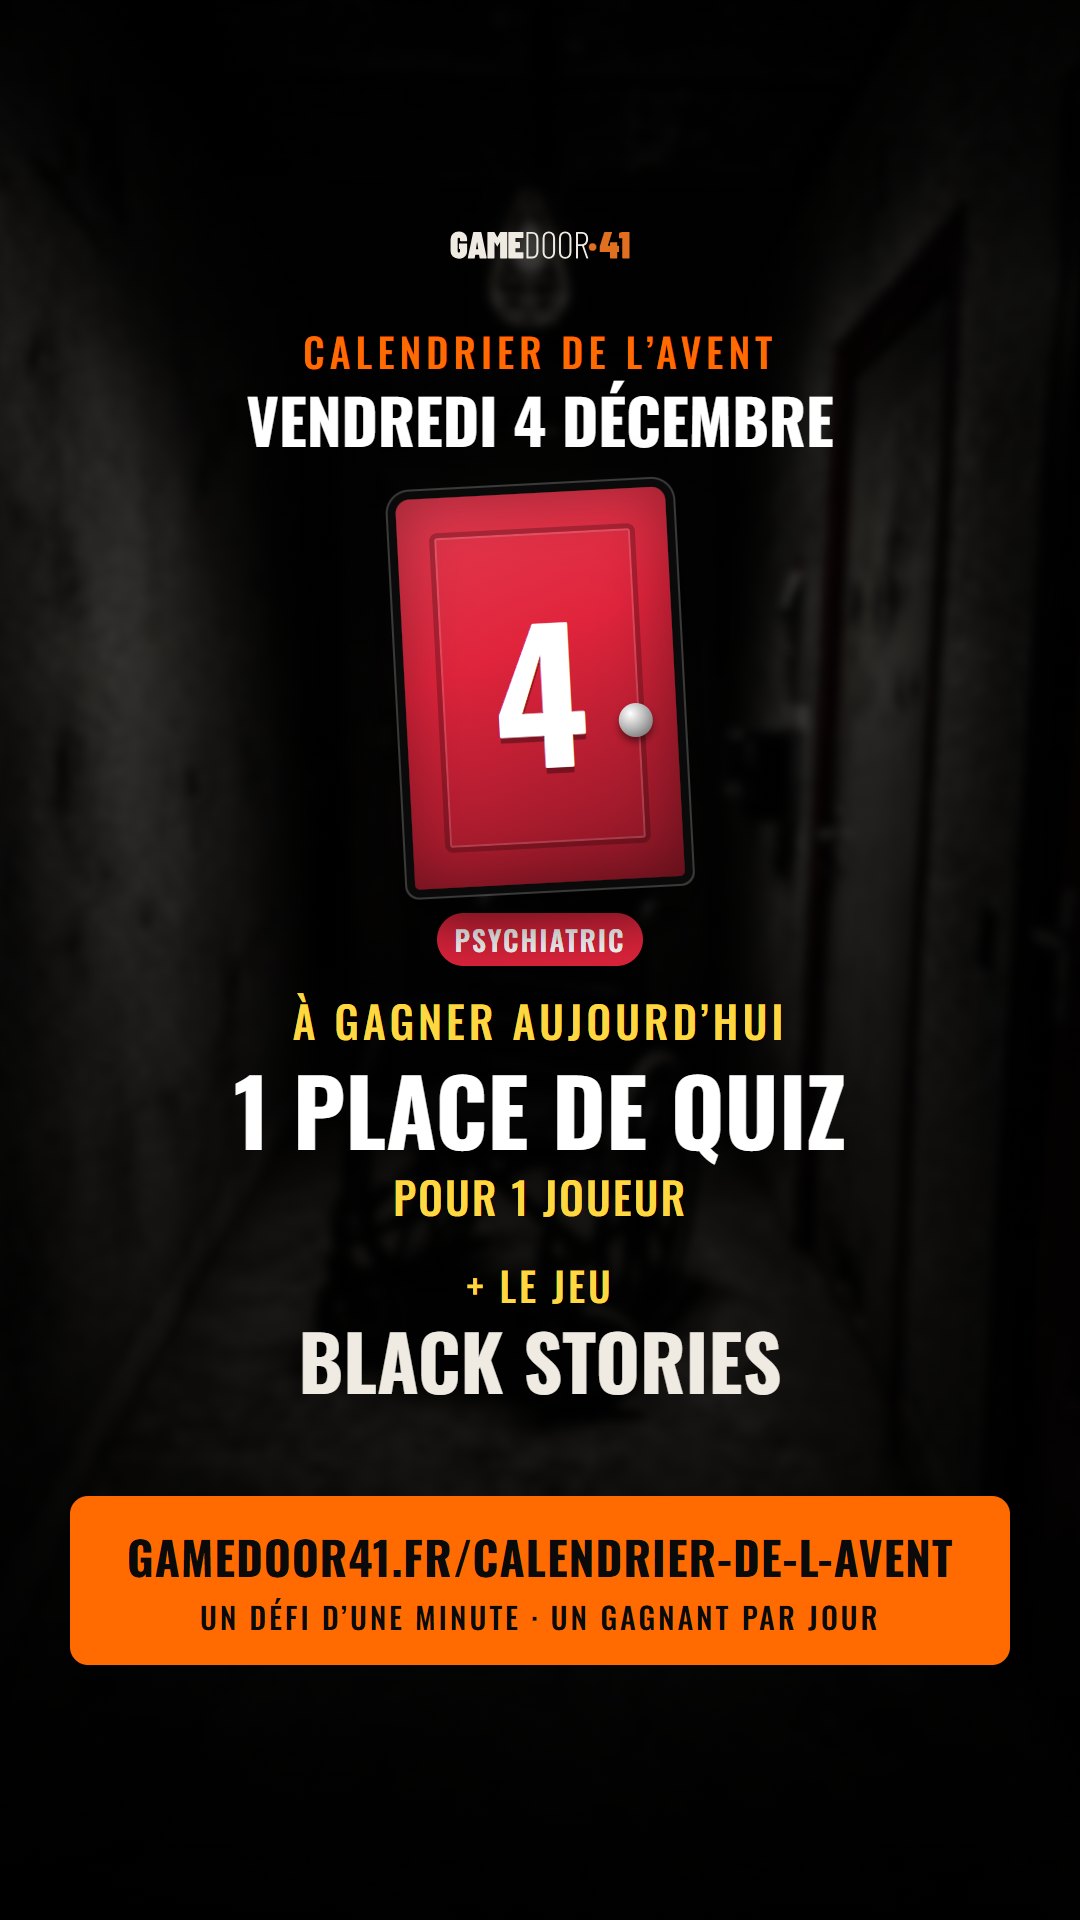 GAMEDOOR·41
CALENDRIER DE L’AVENT
VENDREDI 4 DÉCEMBRE
4
PSYCHIATRIC
À GAGNER AUJOURD’HUI
1 PLACE DE QUIZ
POUR 1 JOUEUR
+ LE JEU
BLACK STORIES
GAMEDOOR41.FR/CALENDRIER-DE-L-AVENT
UN DÉFI D’UNE MINUTE · UN GAGNANT PAR JOUR